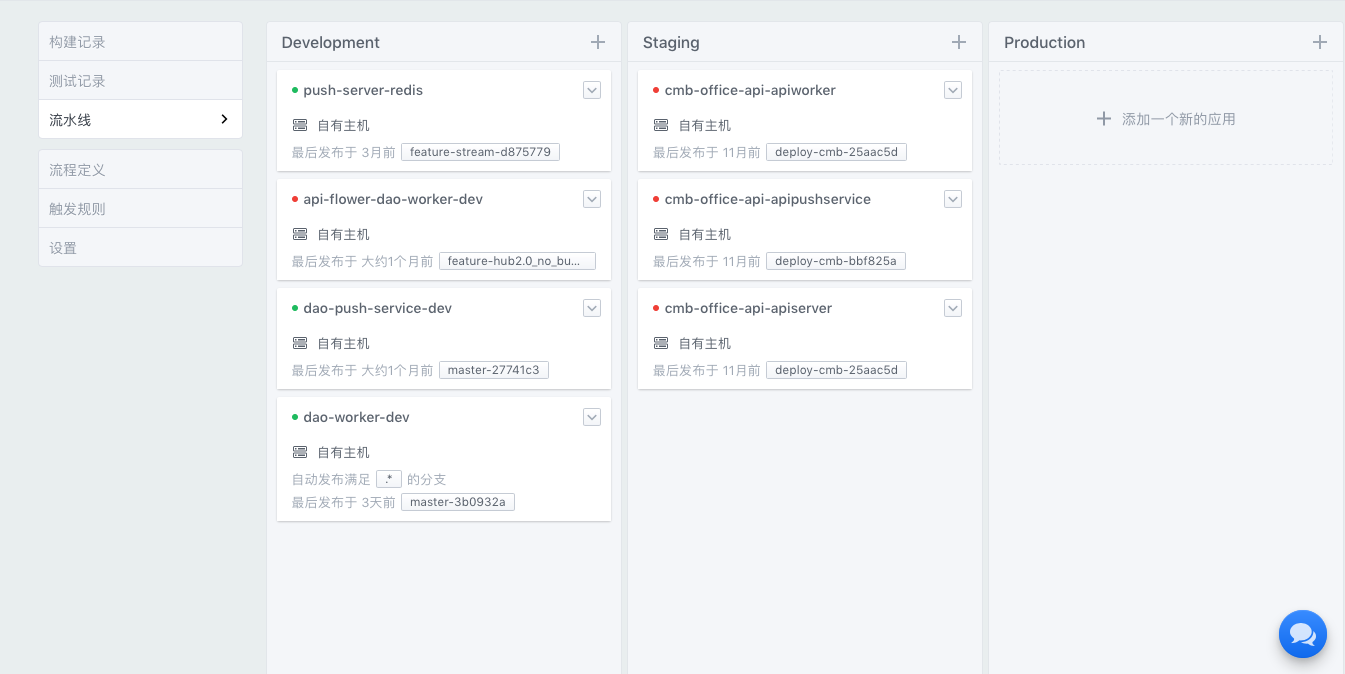 构建记录
测试记录
流水线
流程定义
触发规则
设置
Development
push-server-redis
自有主机
最后发布于 3月前 feature-stream-d875779
api-flower-dao-worker-dev
自有主机
最后发布于 大约1个月前 feature-hub2.0_no_bu...
dao-push-service-dev
自有主机
最后发布于 大约1个月前 master-27741c3
dao-worker-dev
自有主机
自动发布满足 .* 的分支
最后发布于 3天前 master-3b0932a
Staging
cmb-office-api-apiworker
自有主机
最后发布于 11月前 deploy-cmb-25aac5d
cmb-office-api-apipushservice
自有主机
最后发布于 11月前 deploy-cmb-bbf825a
cmb-office-api-apiserver
自有主机
最后发布于 11月前 deploy-cmb-25aac5d
Production
添加一个新的应用